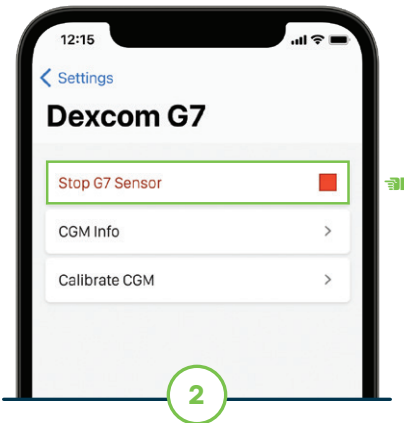 12:15
Settings
Dexcom G7
Stop G7 Sensor
CGM Info
Calibrate CGM
2